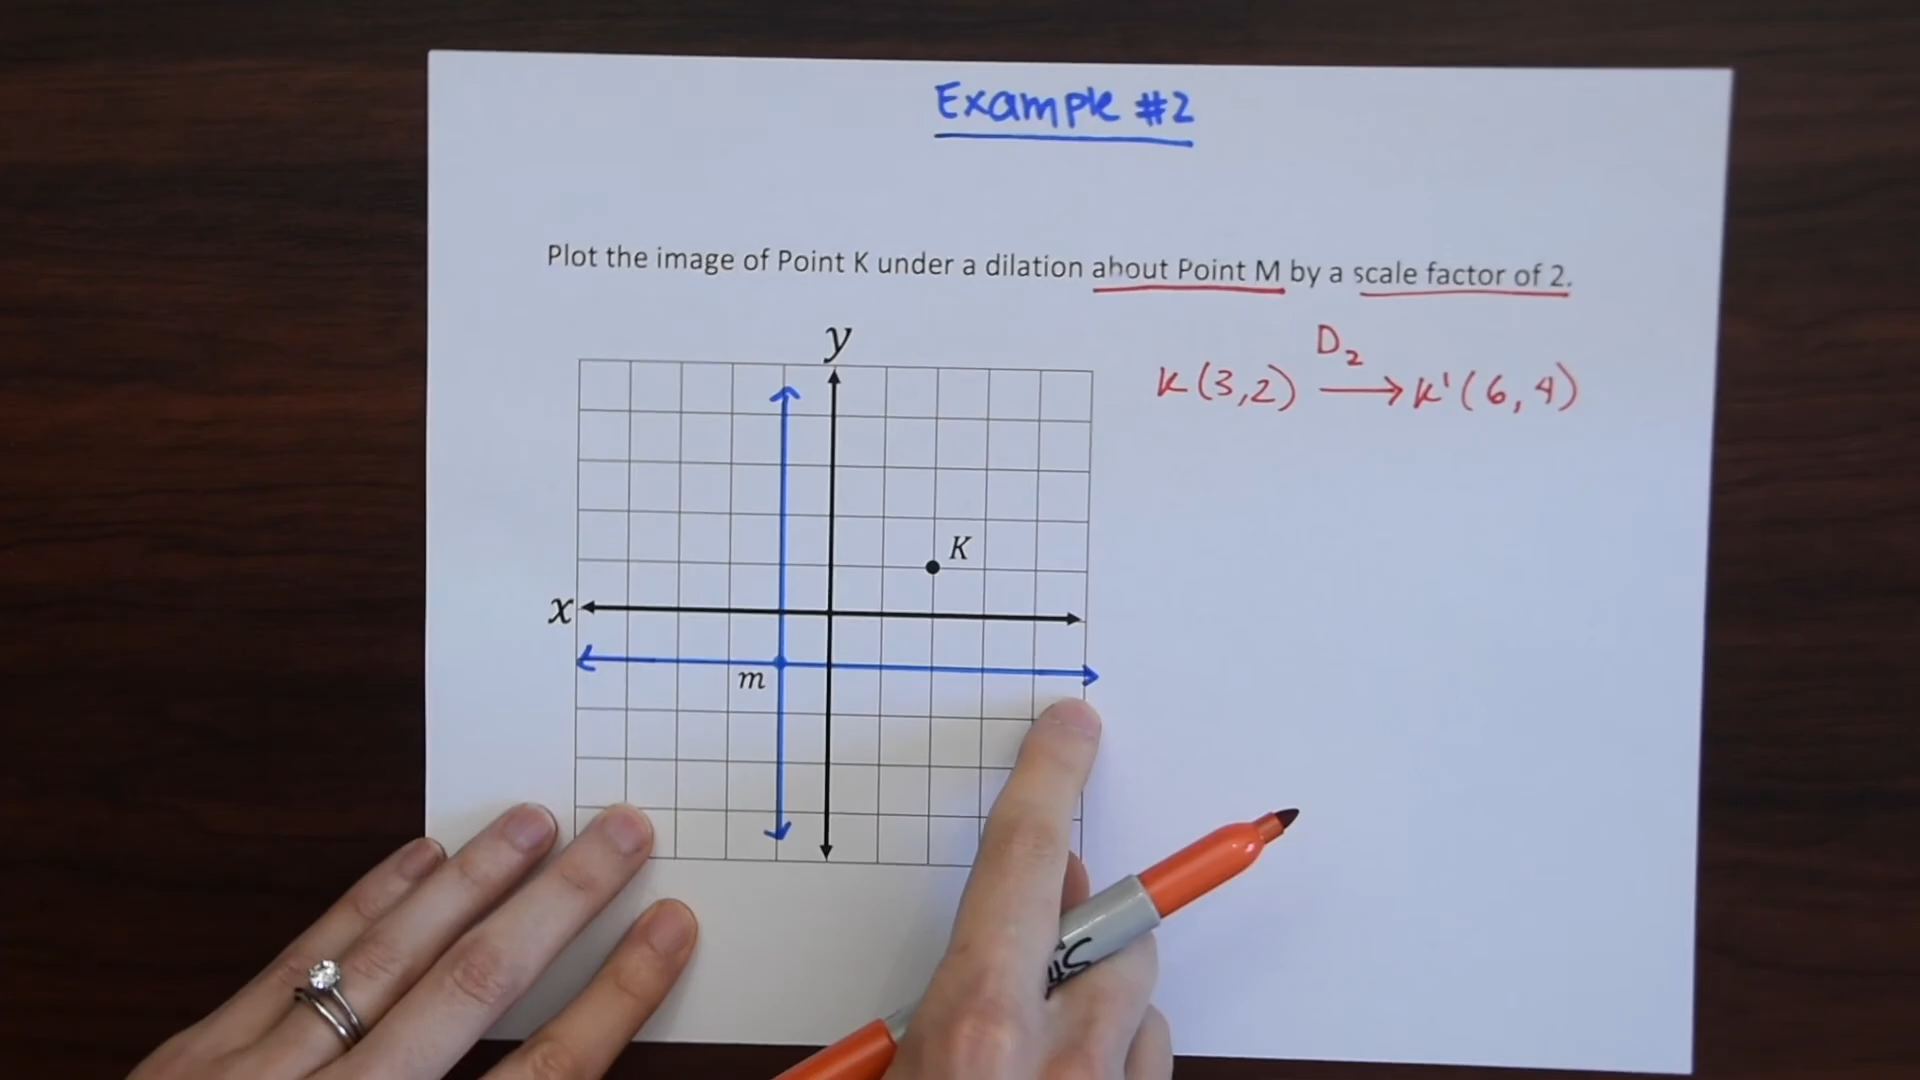 Example #2
Plot the image of Point K under a dilation about Point M by a scale factor of 2.
D₂
K(3,2) → K'(6,4)
y
K
x
m